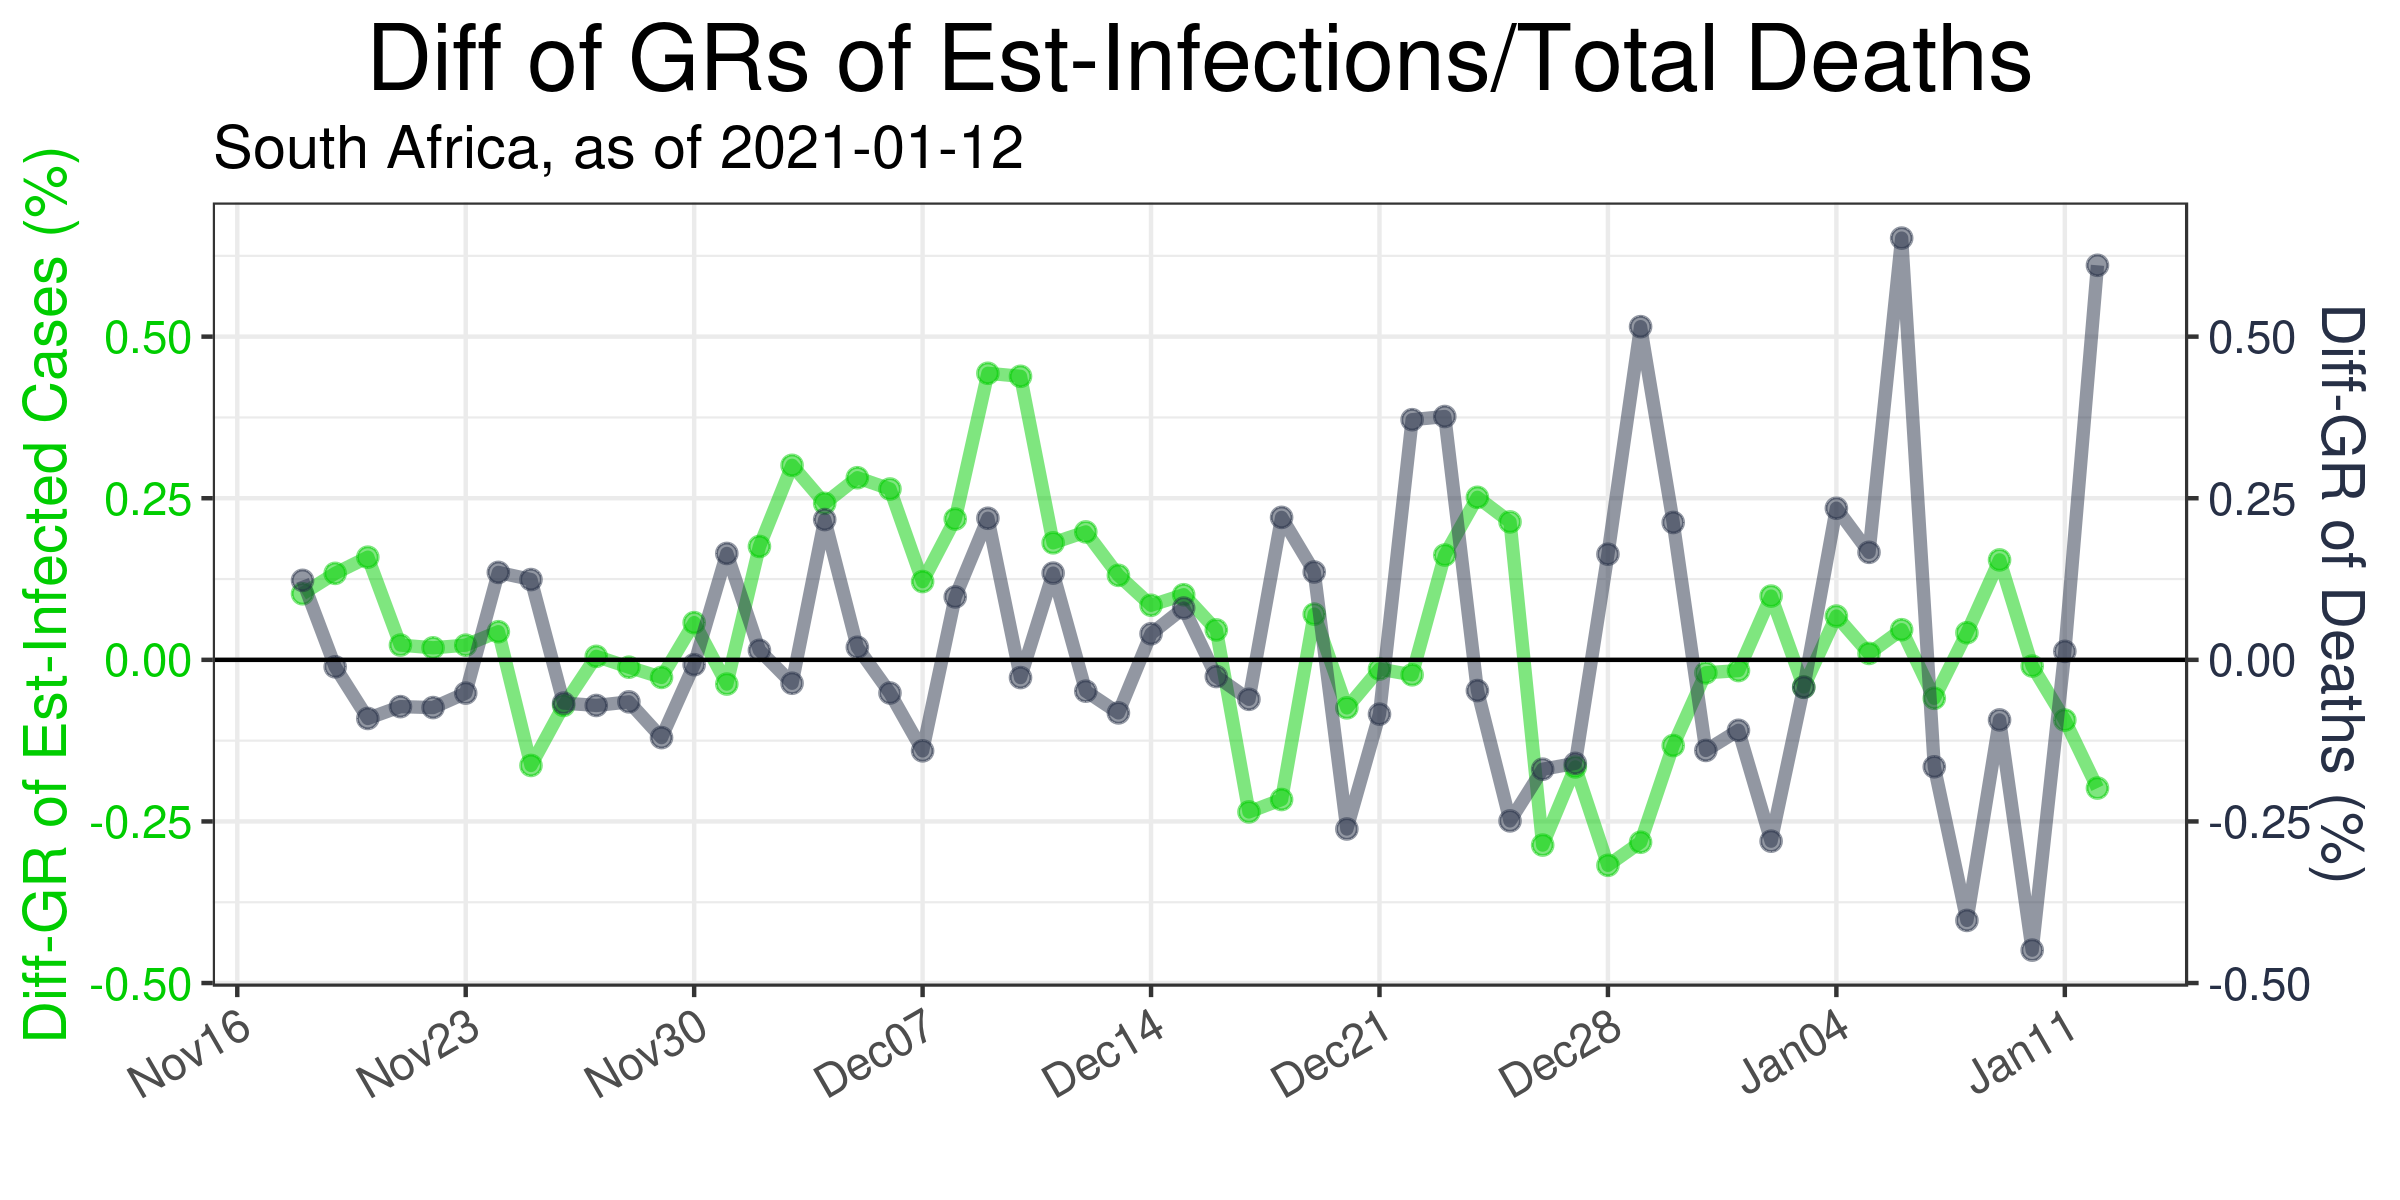 Diff of GRs of Est-Infections/Total Deaths
South Africa, as of 2021-01-12
Diff-GR of Est-Infected Cases (%)
0.50
0.25
0.00
-0.25
-0.50
0.50
0.25
0.00
-0.25
-0.50
Diff-GR of Deaths (%)
Nov16
Nov23
Nov30
Dec07
Dec14
Dec21
Dec28
Jan04
Jan11